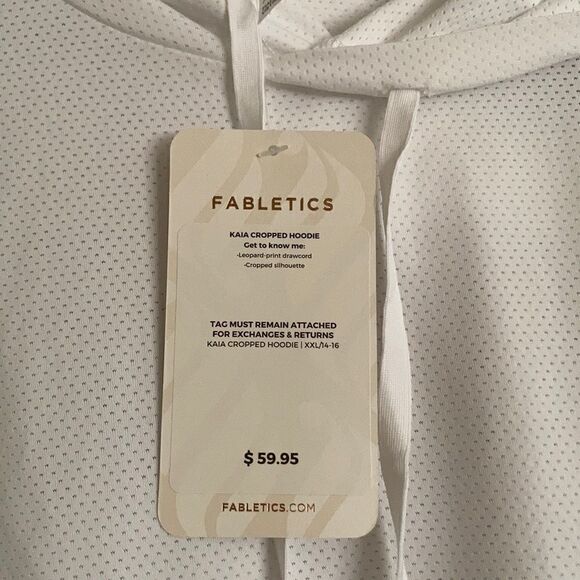 FABLETICS
KAIA CROPPED HOODIE
Get to know me:
-Leopard-print drawcord
-Cropped silhouette
TAG MUST REMAIN ATTACHED
FOR EXCHANGES & RETURNS
KAIA CROPPED HOODIE | XXL/14-16
$ 59.95
FABLETICS.COM